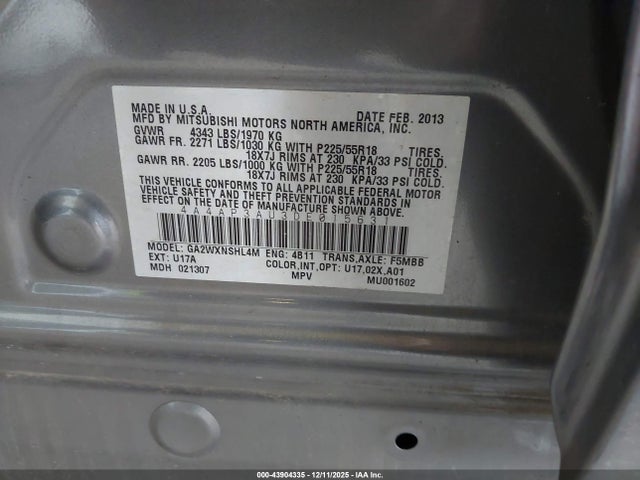 MADE IN U.S.A. DATE FEB. 2013
MFD BY MITSUBISHI MOTORS NORTH AMERICA, INC.
GVWR 4343 LBS/1970 KG
GAWR FR. 2271 LBS/1030 KG WITH P225/55R18 TIRES.
18X7J RIMS AT 230 KPA/33 PSI COLD.
GAWR RR. 2205 LBS/1000 KG WITH P225/55R18 TIRES.
18X7J RIMS AT 230 KPA/33 PSI COLD.
THIS VEHICLE CONFORMS TO ALL APPLICABLE FEDERAL MOTOR
VEHICLE SAFETY AND THEFT PREVENTION STANDARDS IN
EFFECT ON THE DATE OF MANUFACTURE SHOWN ABOVE.
4A4AP3AU3DE015631
MODEL: GA2WXNSHL4M ENG: 4B11 TRANS,AXLE: F5MBB
EXT: U17A COLOR,INT,OPT: U17,02X,A01
MDH 021307 MPV MU001602
000-43904335 - 12/11/2025 - IAA Inc.